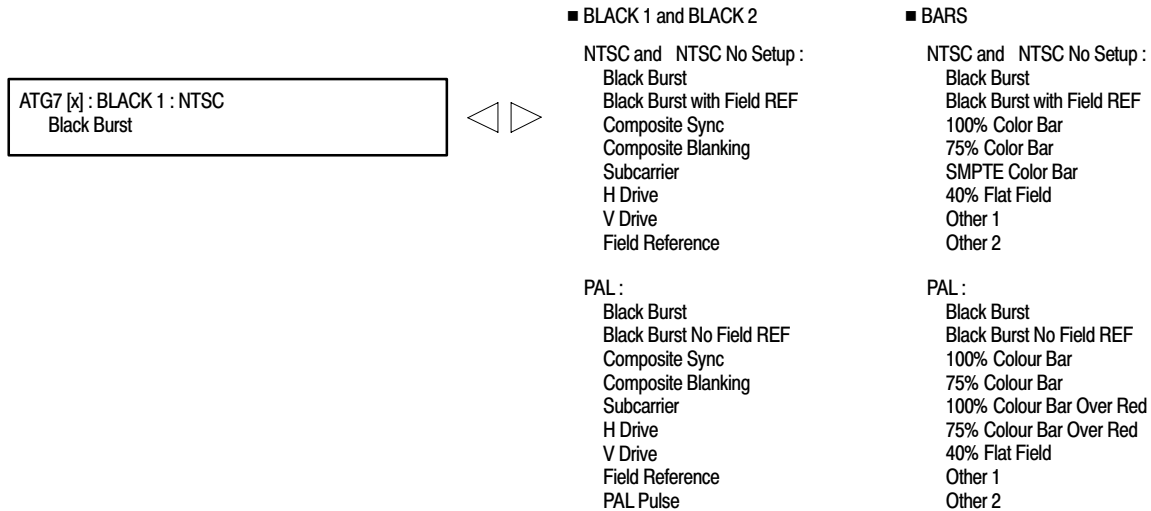 ATG7 [x] : BLACK 1 : NTSC
Black Burst
■ BLACK 1 and BLACK 2
NTSC and NTSC No Setup :
Black Burst
Black Burst with Field REF
Composite Sync
Composite Blanking
Subcarrier
H Drive
V Drive
Field Reference
PAL :
Black Burst
Black Burst No Field REF
Composite Sync
Composite Blanking
Subcarrier
H Drive
V Drive
Field Reference
PAL Pulse
■ BARS
NTSC and NTSC No Setup :
Black Burst
Black Burst with Field REF
100% Color Bar
75% Color Bar
SMPTE Color Bar
40% Flat Field
Other 1
Other 2
PAL :
Black Burst
Black Burst No Field REF
100% Colour Bar
75% Colour Bar
100% Colour Bar Over Red
75% Colour Bar Over Red
40% Flat Field
Other 1
Other 2